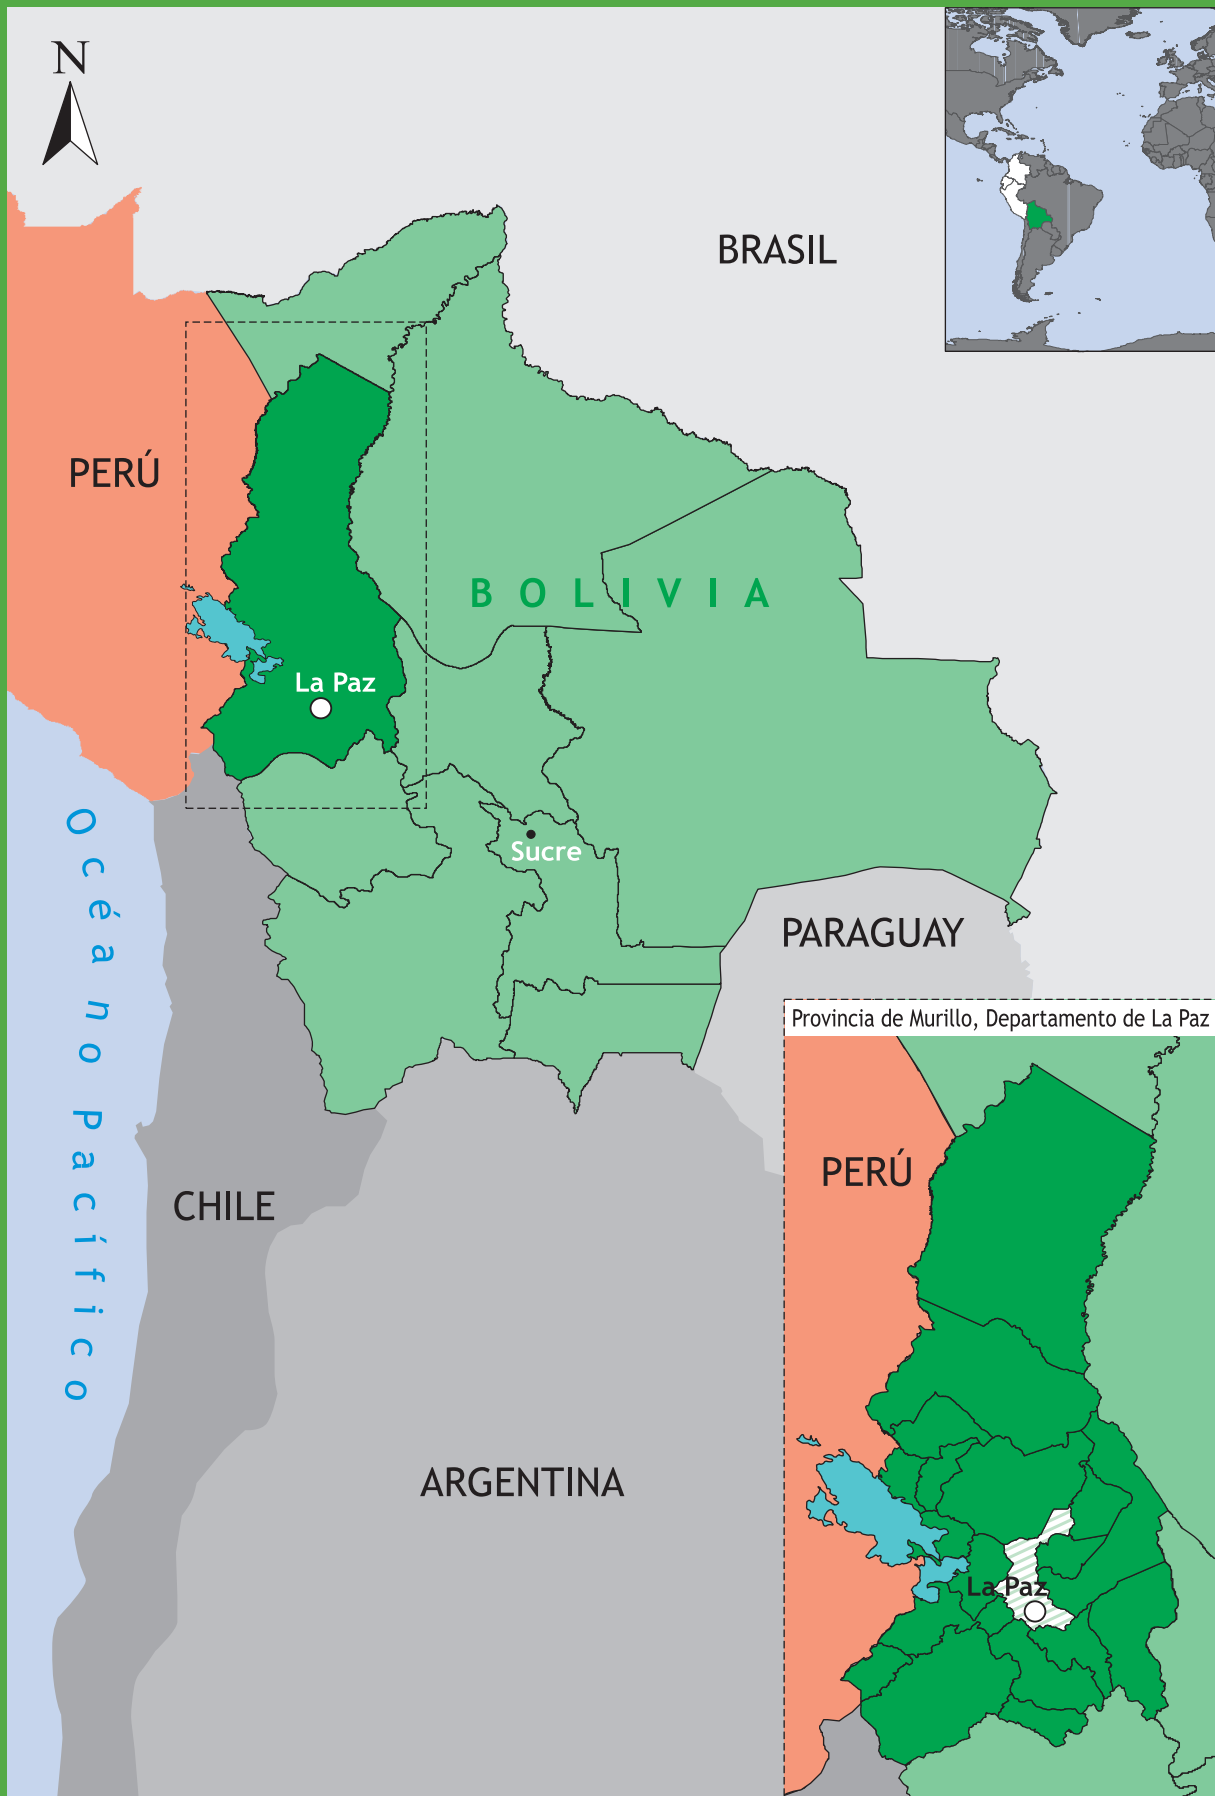 N
BRASIL
PERÚ
BOLIVIA
La Paz
Sucre
Océano Pacífico
PARAGUAY
Provincia de Murillo, Departamento de La Paz
PERÚ
CHILE
ARGENTINA
La Paz